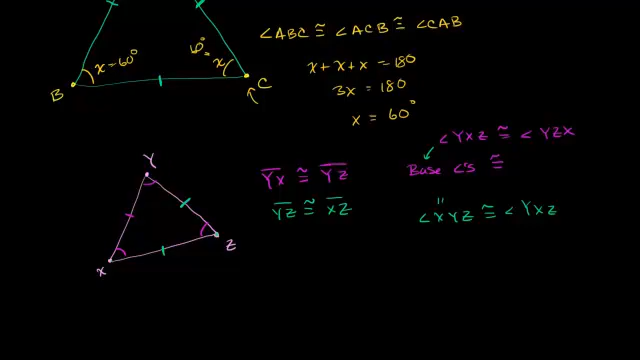 ∠ABC ≅ ∠ACB ≅ ∠CAB
x = 60°
60° = x
B
C
x + x + x = 180
3x = 180
x = 60°
∠YXZ ≅ ∠YZX
Y
YX ≅ YZ
Base ∠'s ≅
YZ ≅ XZ
" ∠XYZ ≅ ∠YXZ
Z
X